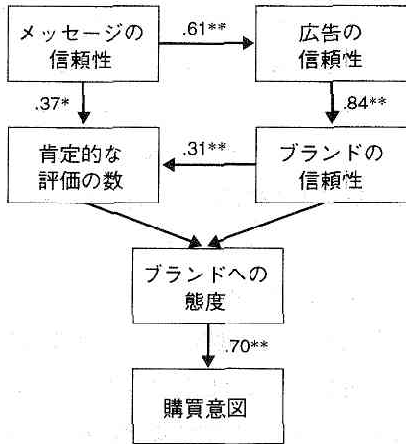 メッセージの
信頼性
.61**
広告の
信頼性
.37*
.84**
肯定的な
評価の数
.31**
ブランドの
信頼性
ブランドへの
態度
.70**
購買意図